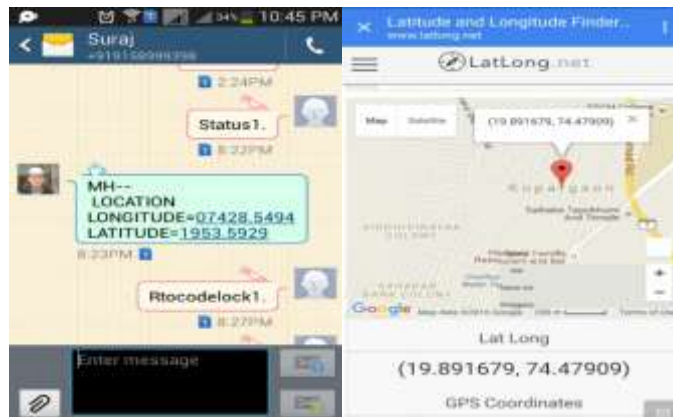 34% 10:45 PM
Suraj
2:24PM
Status1.
8:22PM
MH--
LOCATION
LONGITUDE=07428.5494
LATITUDE=1953.5929
8:23PM
Rtocodelock1.
8:27PM
Enter message
Latitude and Longitude Finder..
www.latlong.net
LatLong.net
Map Satellite
(19.891679, 74.47909)
Kopargaon
Google
Lat Long
(19.891679, 74.47909)
GPS Coordinates